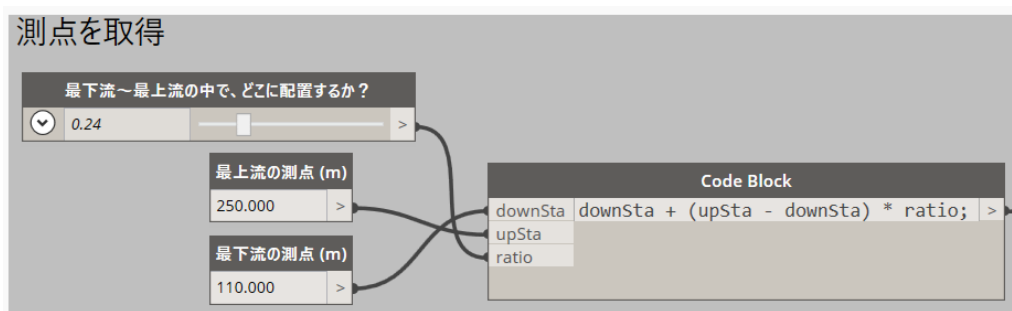 測点を取得
最下流～最上流の中で、どこに配置するか？
0.24
>
最上流の測点 (m)
250.000 >
最下流の測点 (m)
110.000 >
Code Block
downSta downSta + (upSta - downSta) * ratio; >
upSta
ratio